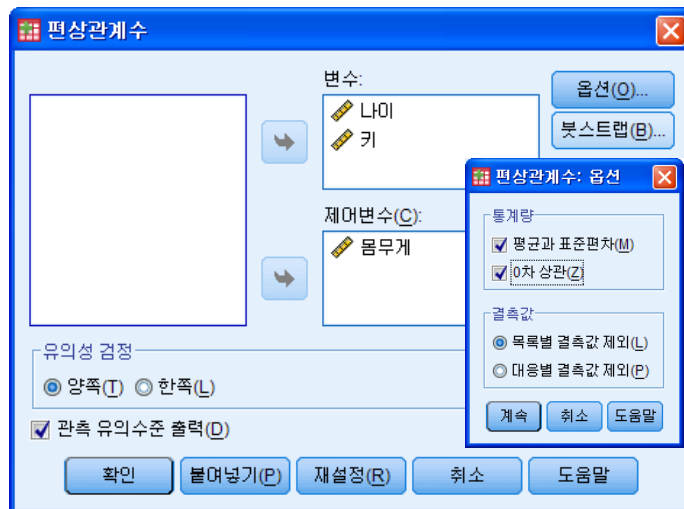 편상관계수
변수:
나이
키
옵션(O)...
붓스트랩(B)...
제어변수(C):
몸무게
유의성 검정
양쪽(T) 한쪽(L)
관측 유의수준 출력(D)
확인 붙여넣기(P) 재설정(R) 취소 도움말
편상관계수: 옵션
통계량
평균과 표준편차(M)
0차 상관(Z)
결측값
목록별 결측값 제외(L)
대응별 결측값 제외(P)
계속 취소 도움말